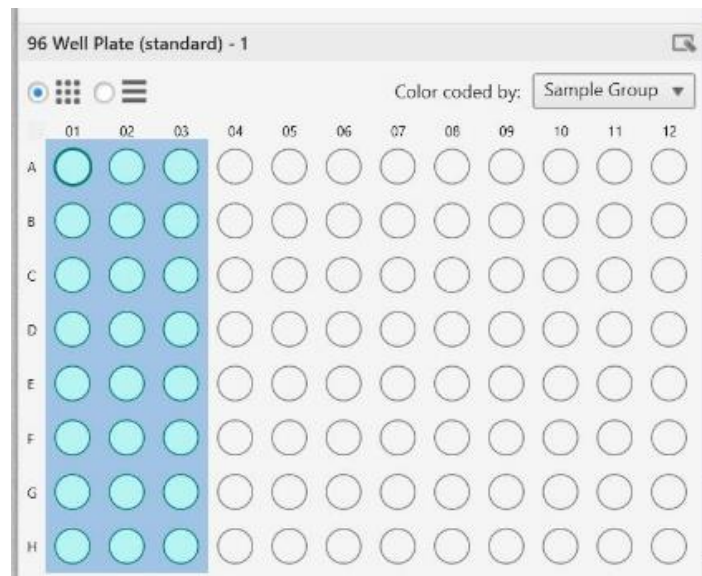 96 Well Plate (standard) - 1
Color coded by: Sample Group
01 02 03 04 05 06 07 08 09 10 11 12
A
B
C
D
E
F
G
H